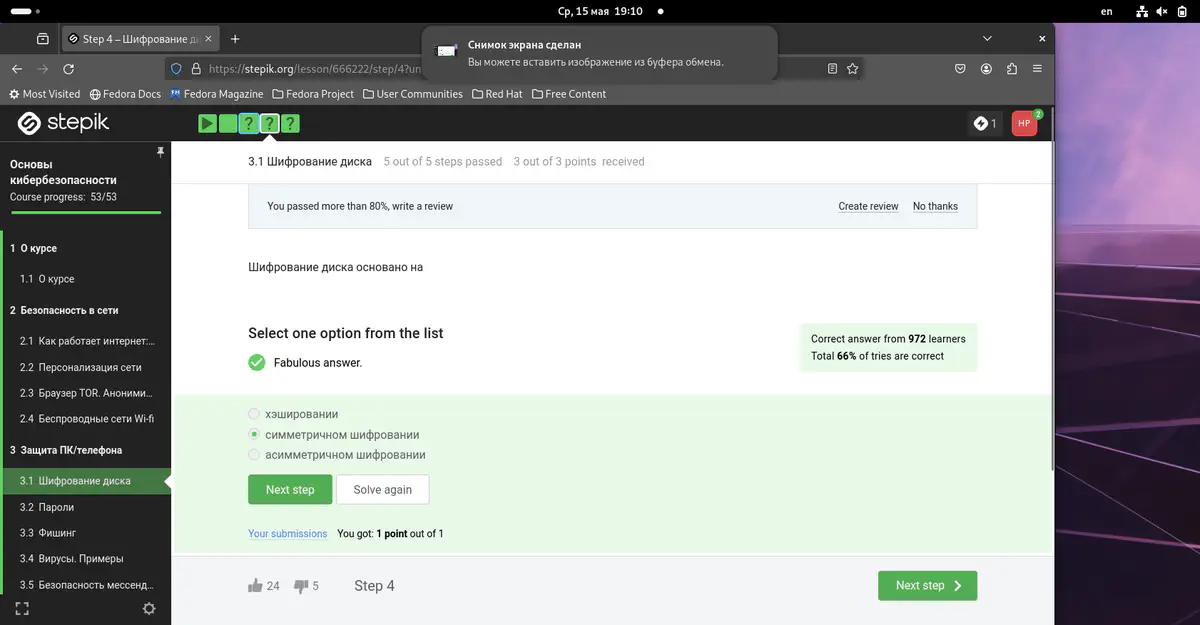 Ср, 15 мая 19:10
en
Step 4 – Шифрование ди
Снимок экрана сделан
Вы можете вставить изображение из буфера обмена.
https://stepik.org/lesson/666222/step/4?un
Most Visited
Fedora Docs
Fedora Magazine
Fedora Project
User Communities
Red Hat
Free Content
stepik
?
?
?
1
HP
2
Основы
кибербезопасности
Course progress: 53/53
1 О курсе
1.1 О курсе
2 Безопасность в сети
2.1 Как работает интернет:...
2.2 Персонализация сети
2.3 Браузер TOR. Аноними...
2.4 Беспроводные сети Wi-fi
3 Защита ПК/телефона
3.1 Шифрование диска
3.2 Пароли
3.3 Фишинг
3.4 Вирусы. Примеры
3.5 Безопасность мессенд...
3.1 Шифрование диска 5 out of 5 steps passed 3 out of 3 points received
You passed more than 80%, write a review
Create review
No thanks
Шифрование диска основано на
Select one option from the list
Correct answer from 972 learners
Total 66% of tries are correct
Fabulous answer.
хэшировании
симметричном шифровании
асимметричном шифровании
Next step
Solve again
Your submissions You got: 1 point out of 1
24
5
Step 4
Next step